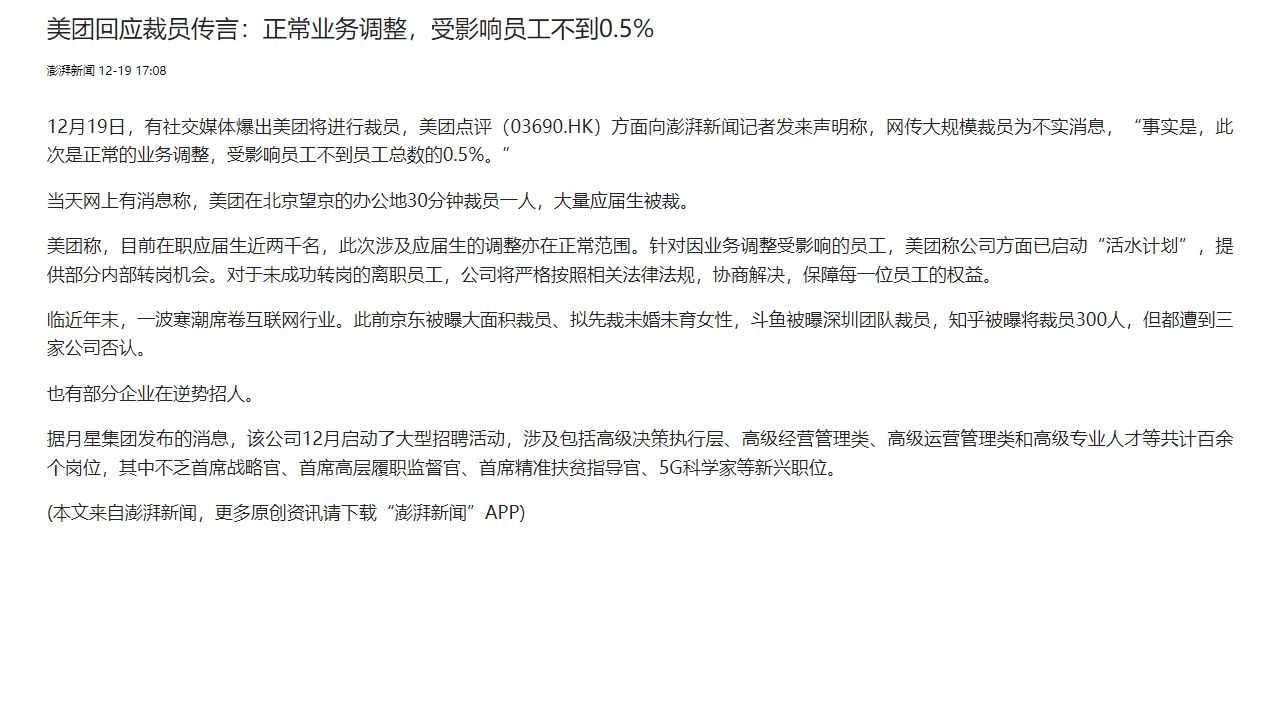 美团回应裁员传言：正常业务调整，受影响员工不到0.5%
澎湃新闻 12-19 17:08
12月19日，有社交媒体爆出美团将进行裁员，美团点评（03690.HK）方面向澎湃新闻记者发来声明称，网传大规模裁员为不实消息，“事实是，此
次是正常的业务调整，受影响员工不到员工总数的0.5%。”
当天网上有消息称，美团在北京望京的办公地30分钟裁员一人，大量应届生被裁。
美团称，目前在职应届生近两千名，此次涉及应届生的调整亦在正常范围。针对因业务调整受影响的员工，美团称公司方面已启动“活水计划”，提
供部分内部转岗机会。对于未成功转岗的离职员工，公司将严格按照相关法律法规，协商解决，保障每一位员工的权益。
临近年末，一波寒潮席卷互联网行业。此前京东被曝大面积裁员、拟先裁未婚未育女性，斗鱼被曝深圳团队裁员，知乎被曝将裁员300人，但都遭到三
家公司否认。
也有部分企业在逆势招人。
据月星集团发布的消息，该公司12月启动了大型招聘活动，涉及包括高级决策执行层、高级经营管理类、高级运营管理类和高级专业人才等共计百余
个岗位，其中不乏首席战略官、首席高层履职监督官、首席精准扶贫指导官、5G科学家等新兴职位。
(本文来自澎湃新闻，更多原创资讯请下载“澎湃新闻”APP)